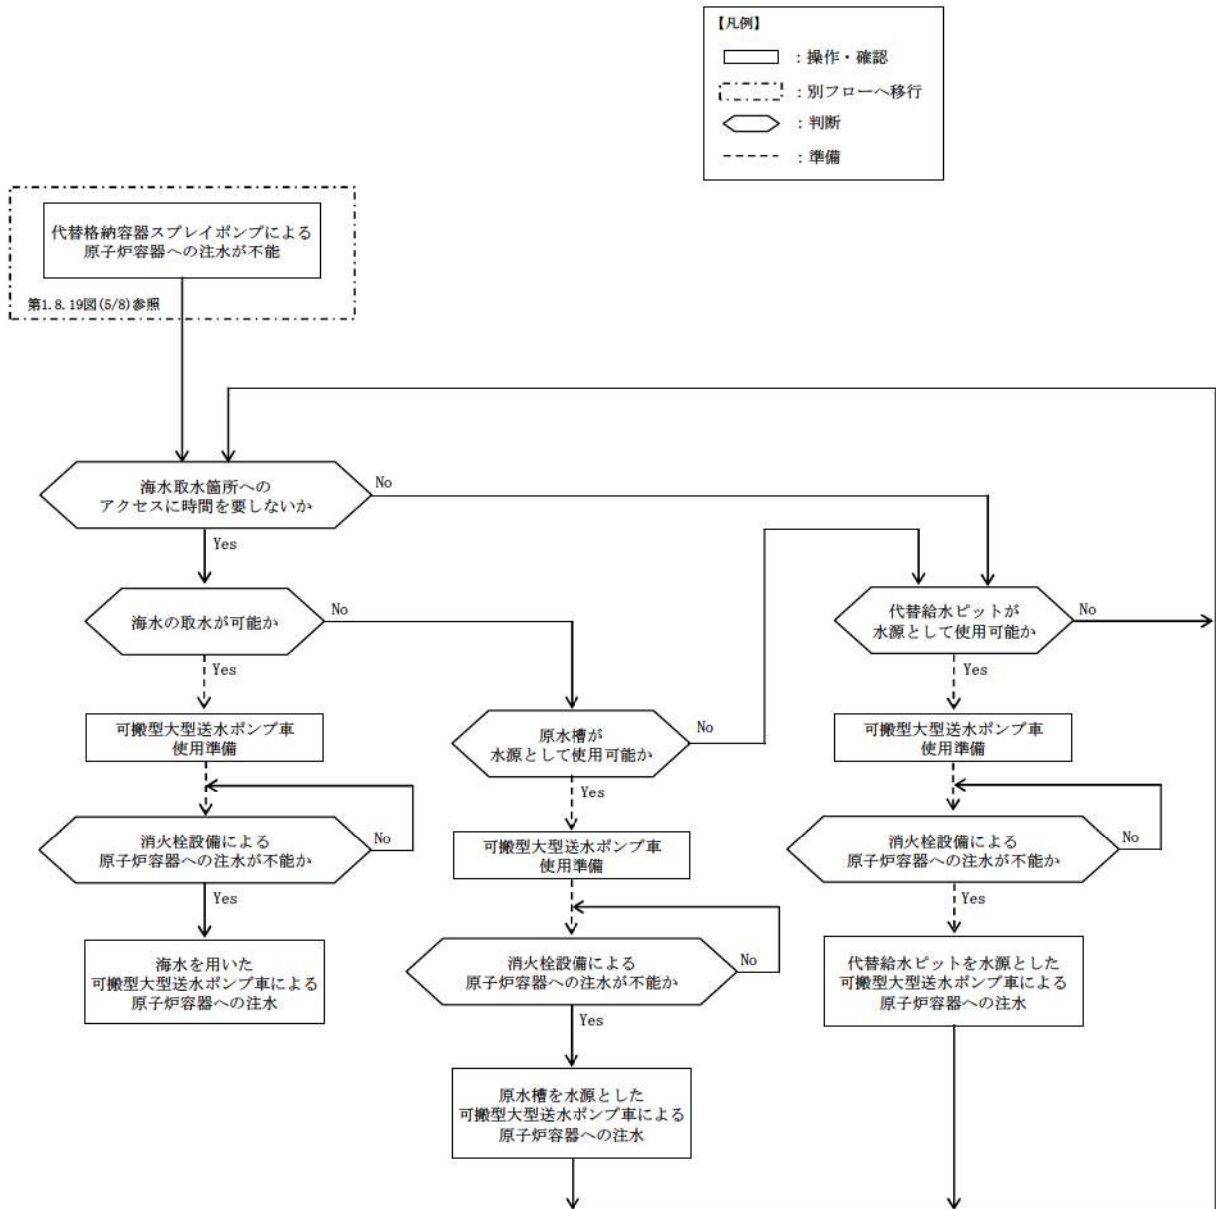 【凡例】
：操作・確認
：別フローへ移行
：判断
：準備
代替格納容器スプレイポンプによる
原子炉容器への注水が不能
第1.8.19図(5/8)参照
海水取水箇所への
アクセスに時間を要しないか
No
Yes
海水の取水が可能か
No
Yes
代替給水ピットが
水源として使用可能か
No
Yes
可搬型大型送水ポンプ車
使用準備
原水槽が
水源として使用可能か
No
Yes
可搬型大型送水ポンプ車
使用準備
消火栓設備による
原子炉容器への注水が不能か
No
Yes
可搬型大型送水ポンプ車
使用準備
消火栓設備による
原子炉容器への注水が不能か
No
Yes
海水を用いた
可搬型大型送水ポンプ車による
原子炉容器への注水
消火栓設備による
原子炉容器への注水が不能か
No
Yes
代替給水ピットを水源とした
可搬型大型送水ポンプ車による
原子炉容器への注水
原水槽を水源とした
可搬型大型送水ポンプ車による
原子炉容器への注水